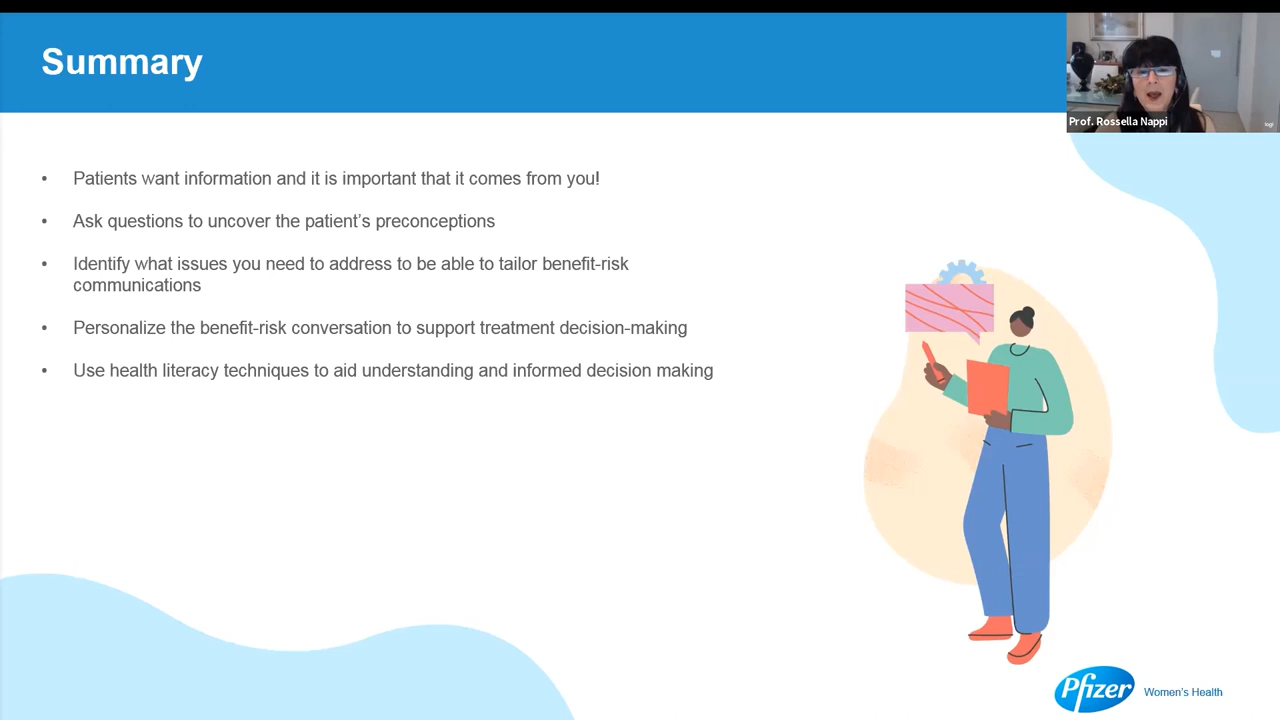 Summary
Prof. Rossella Nappi
logi
• Patients want information and it is important that it comes from you!
• Ask questions to uncover the patient's preconceptions
• Identify what issues you need to address to be able to tailor benefit-risk
communications
• Personalize the benefit-risk conversation to support treatment decision-making
• Use health literacy techniques to aid understanding and informed decision making
Pfizer Women's Health